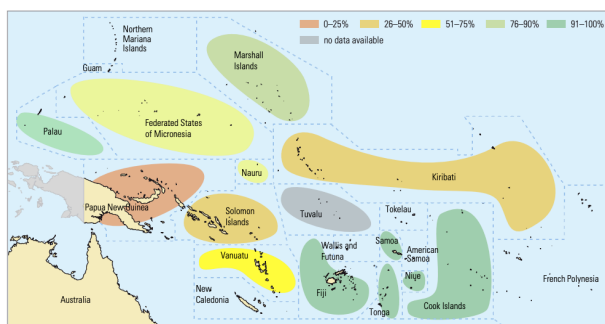 0–25%
26–50%
51–75%
76–90%
91–100%
no data available
Northern
Mariana
Islands
Guam
Marshall
Islands
Federated States
of Micronesia
Palau
Nauru
Kiribati
Papua New Guinea
Solomon
Islands
Tuvalu
Tokelau
Vanuatu
Wallis and
Futuna
Samoa
American
Samoa
Niue
Fiji
New
Caledonia
Tonga
Cook Islands
French Polynesia
Australia